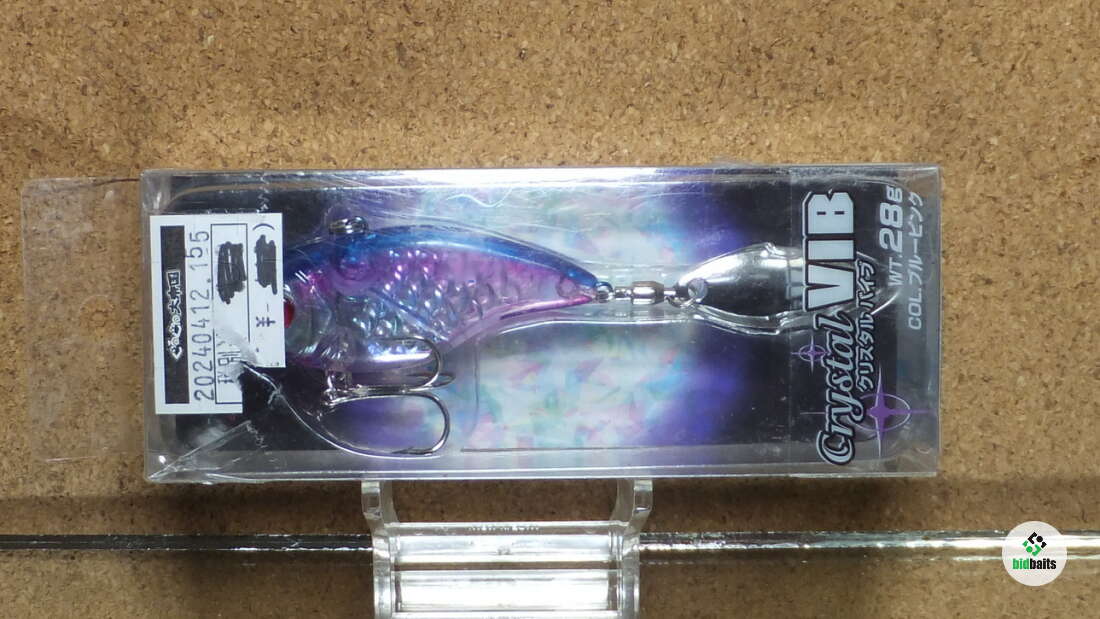 Crystal VIB
クリスタルバイブ
WT.28g
COL.ブルーピンク
20240412.155
¥-
bidbaits